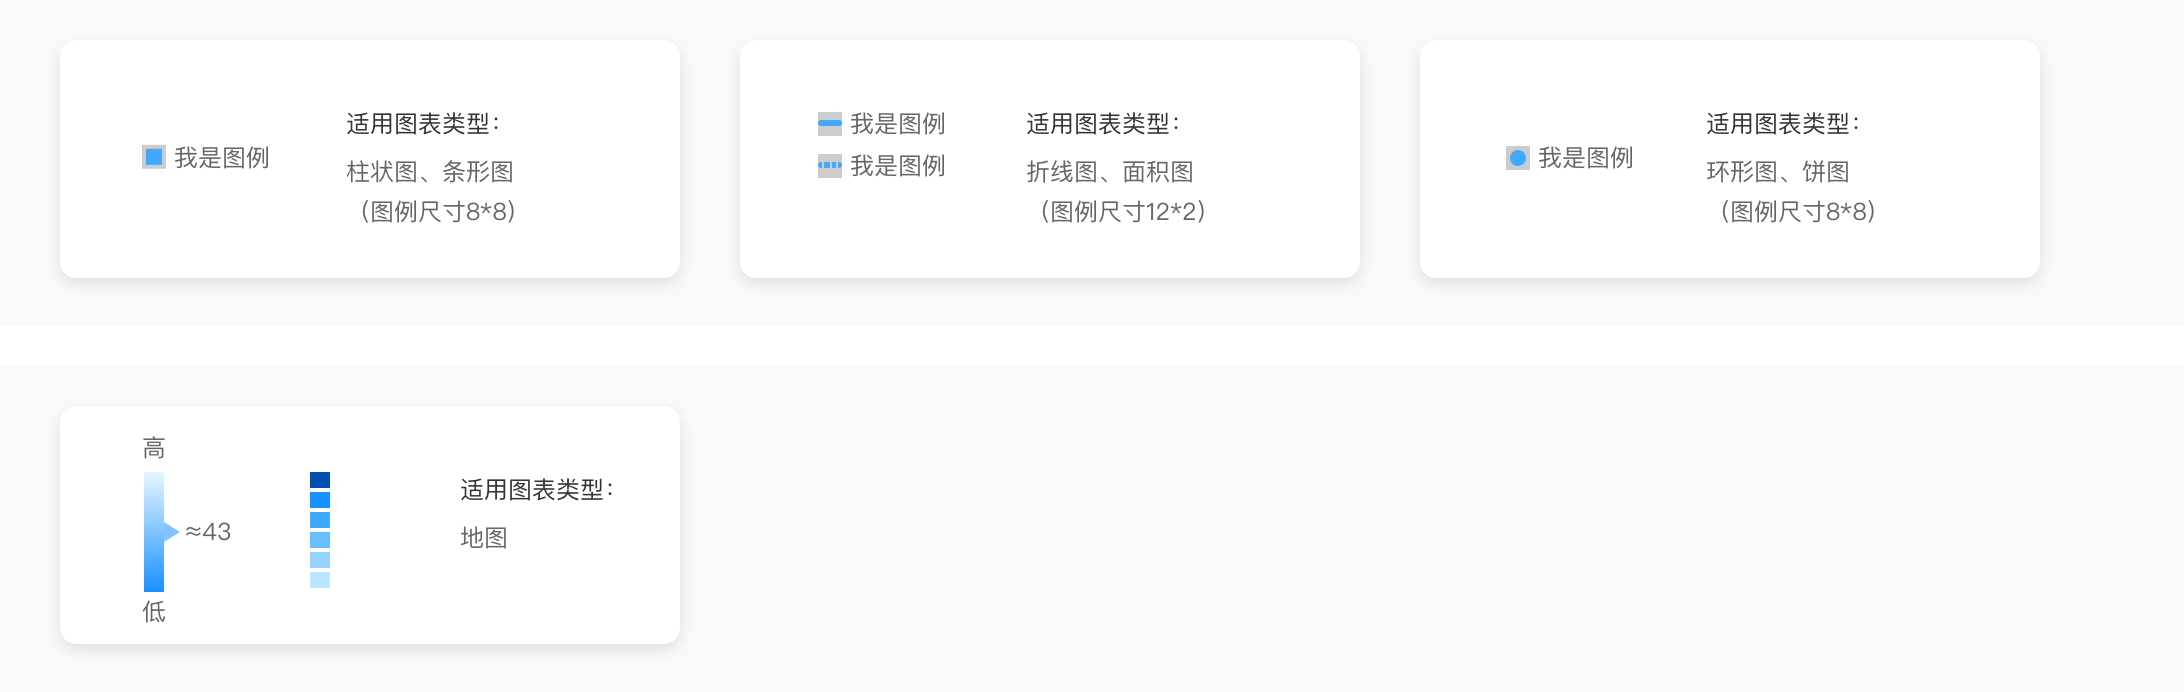 我是图例
适用图表类型：
柱状图、条形图
（图例尺寸8*8）
我是图例
我是图例
适用图表类型：
折线图、面积图
（图例尺寸12*2）
我是图例
适用图表类型：
环形图、饼图
（图例尺寸8*8）
高
≈43
低
适用图表类型：
地图